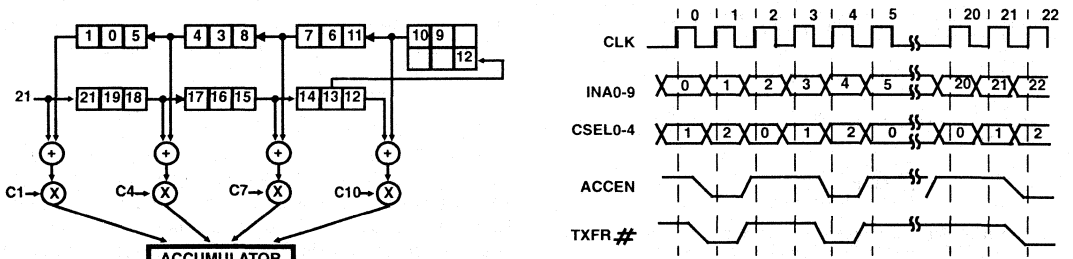 1 0 5 4 3 8 7 6 11 10 9
12
21 21 19 18 17 16 15 14 13 12
+ + + +
C1 X C4 X C7 X C10 X
ACCUMULATOR
0 1 2 3 4 5 20 21 22
CLK
INA0-9 0 1 2 3 4 5 20 21 22
CSEL0-4 1 2 0 1 2 0 0 1 2
ACCEN
TXFR#